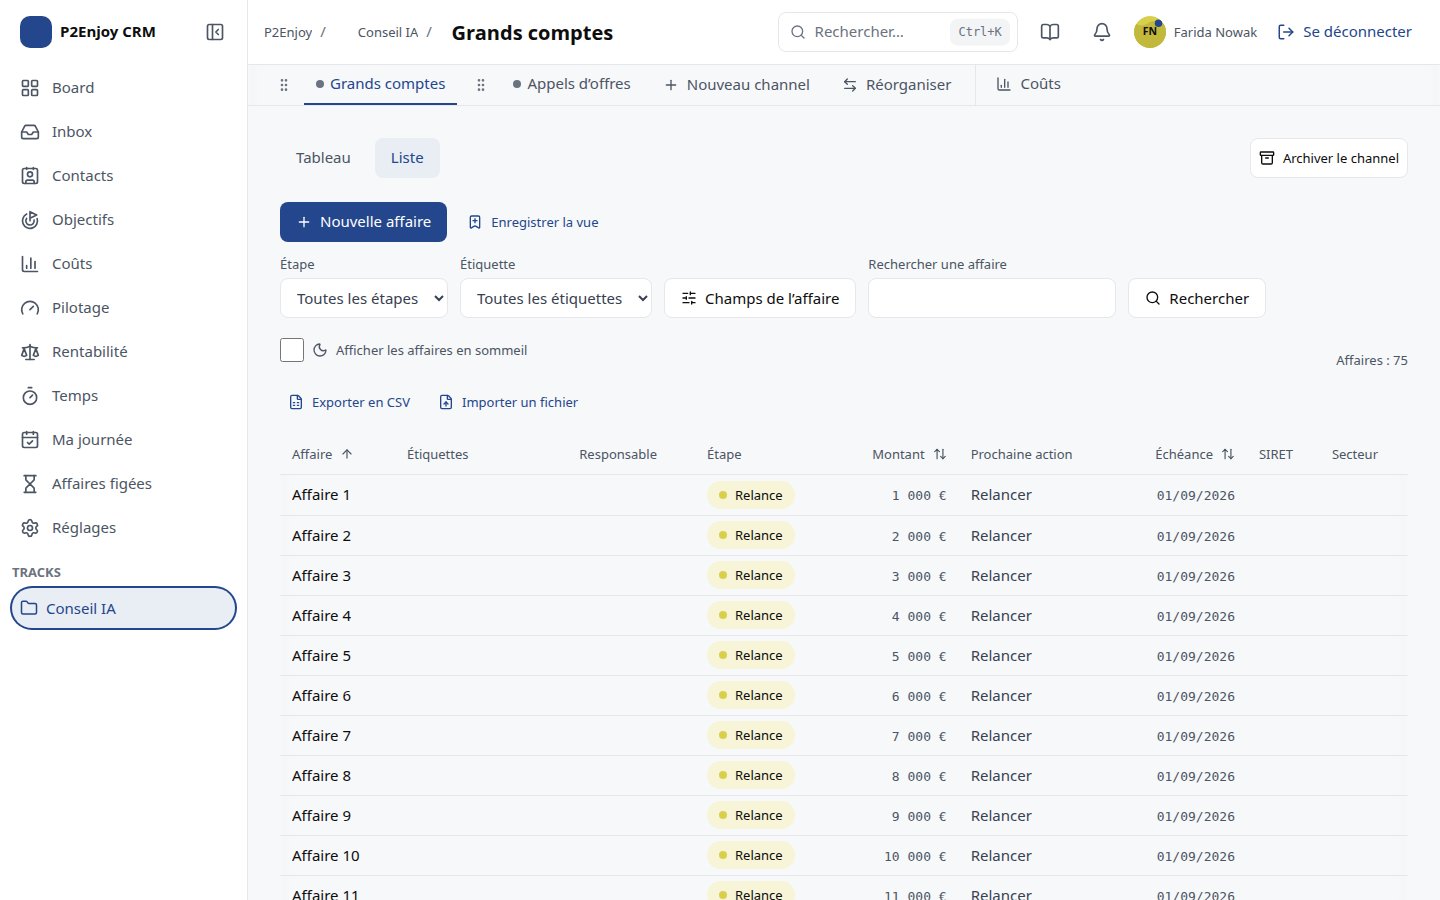 P2Enjoy CRM
Board
Inbox
Contacts
Objectifs
Coûts
Pilotage
Rentabilité
Temps
Ma journée
Affaires figées
Réglages
TRACKS
Conseil IA
P2Enjoy / Conseil IA / Grands comptes
Rechercher... Ctrl+K
FN Farida Nowak
Se déconnecter
Grands comptes Appels d’offres Nouveau channel Réorganiser Coûts
Tableau Liste Archiver le channel
Nouvelle affaire Enregistrer la vue
Étape Étiquette Rechercher une affaire
Toutes les étapes Toutes les étiquettes Champs de l’affaire Rechercher
Afficher les affaires en sommeil
Affaires : 75
Exporter en CSV Importer un fichier
Affaire Étiquettes Responsable Étape Montant Prochaine action Échéance SIRET Secteur
Affaire 1 Relance 1 000 € Relancer 01/09/2026
Affaire 2 Relance 2 000 € Relancer 01/09/2026
Affaire 3 Relance 3 000 € Relancer 01/09/2026
Affaire 4 Relance 4 000 € Relancer 01/09/2026
Affaire 5 Relance 5 000 € Relancer 01/09/2026
Affaire 6 Relance 6 000 € Relancer 01/09/2026
Affaire 7 Relance 7 000 € Relancer 01/09/2026
Affaire 8 Relance 8 000 € Relancer 01/09/2026
Affaire 9 Relance 9 000 € Relancer 01/09/2026
Affaire 10 Relance 10 000 € Relancer 01/09/2026
Affaire 11 Relance 11 000 € Relancer 01/09/2026